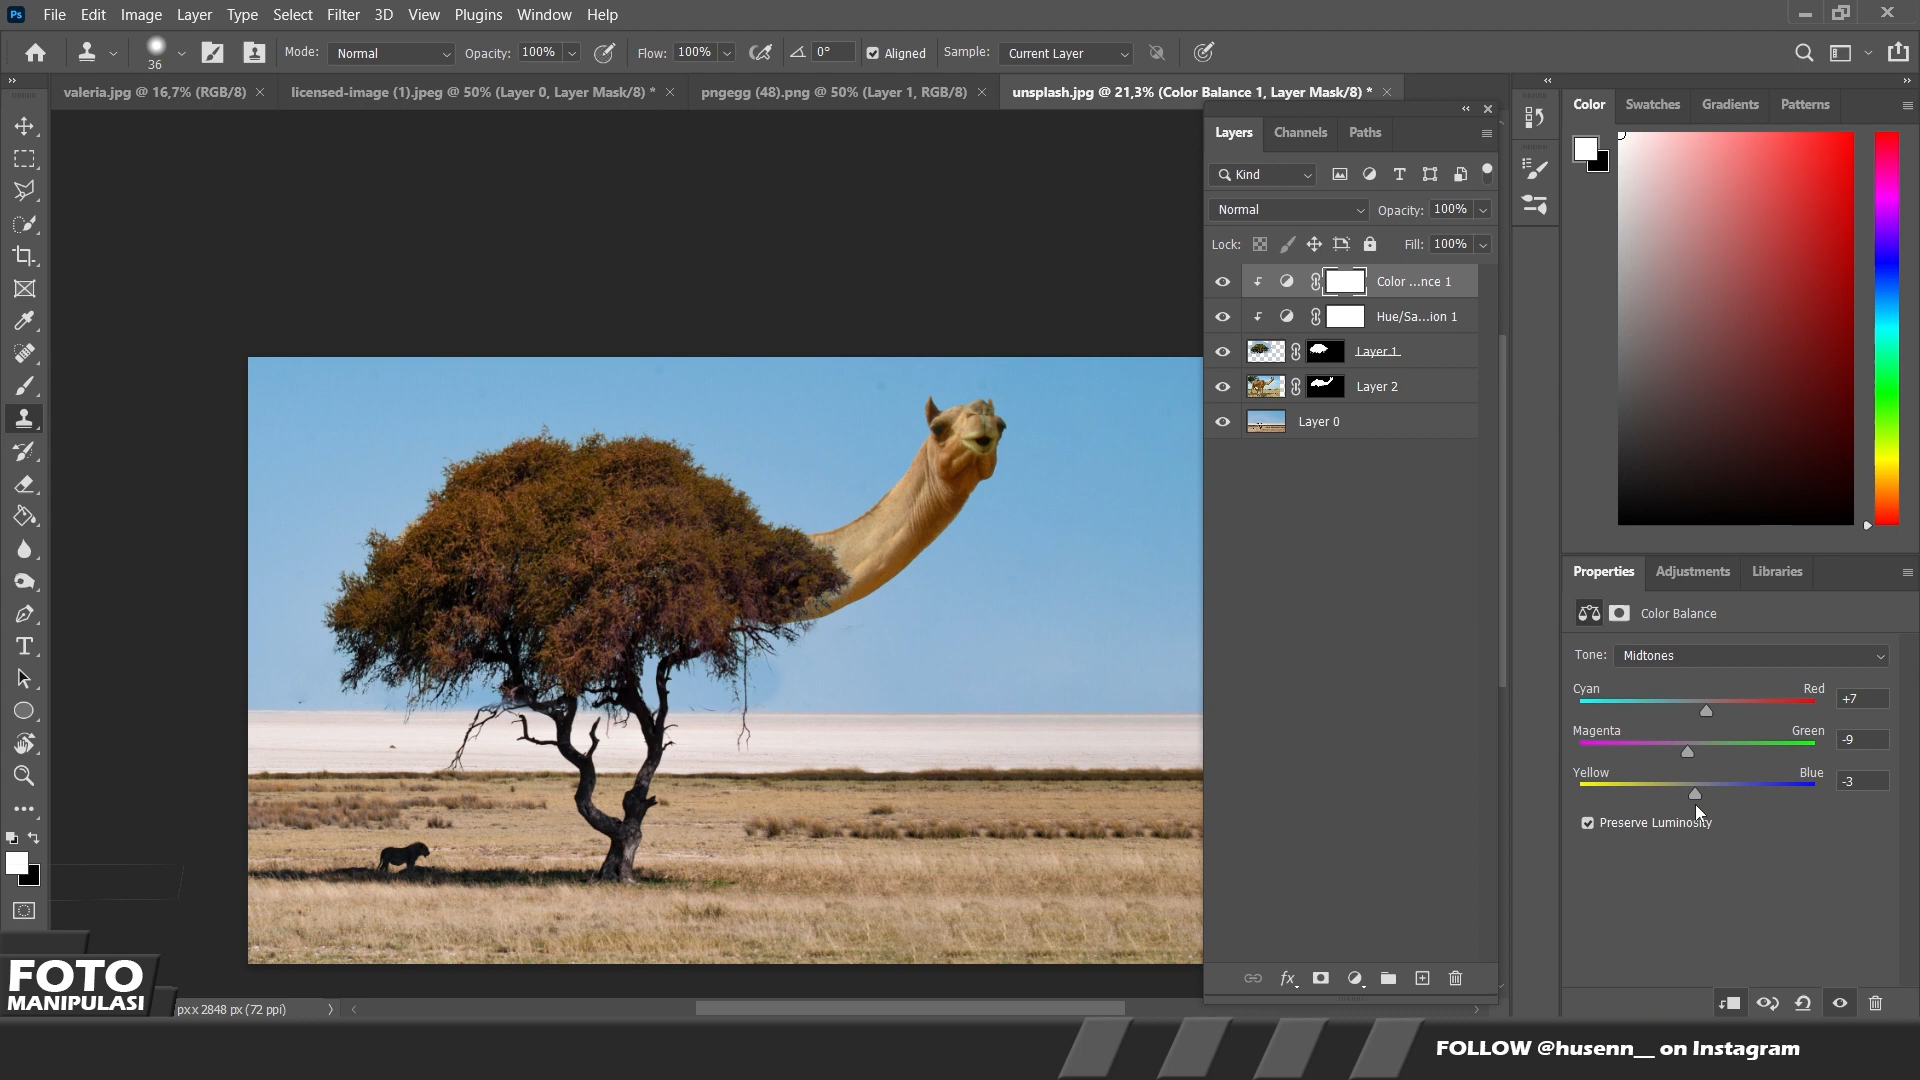 Ps File Edit Image Layer Type Select Filter 3D View Plugins Window Help
36 Mode: Normal Opacity: 100% Flow: 100% 0° Aligned Sample: Current Layer
valeria.jpg @ 16,7% (RGB/8) licensed-image (1).jpeg @ 50% (Layer 0, Layer Mask/8) * pngegg (48).png @ 50% (Layer 1, RGB/8) unsplash.jpg @ 21,3% (Color Balance 1, Layer Mask/8) *
Layers Channels Paths
Kind
Normal Opacity: 100%
Lock: Fill: 100%
Color ...nce 1
Hue/Sa...ion 1
Layer 1
Layer 2
Layer 0
fx
Color Swatches Gradients Patterns
Properties Adjustments Libraries
Color Balance
Tone: Midtones
Cyan Red +7
Magenta Green -9
Yellow Blue -3
Preserve Luminosity
FOTO
MANIPULASI
px x 2848 px (72 ppi)
FOLLOW @husenn__ on Instagram